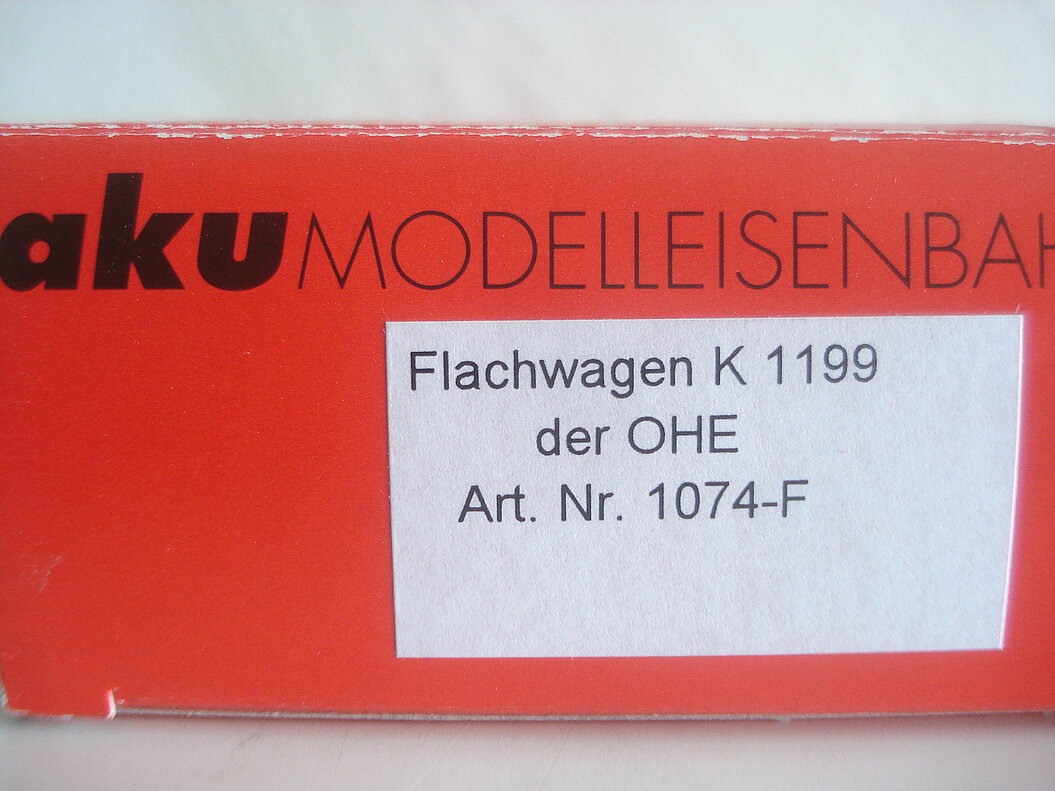 aku MODELLEISENBAH
Flachwagen K 1199
der OHE
Art. Nr. 1074-F